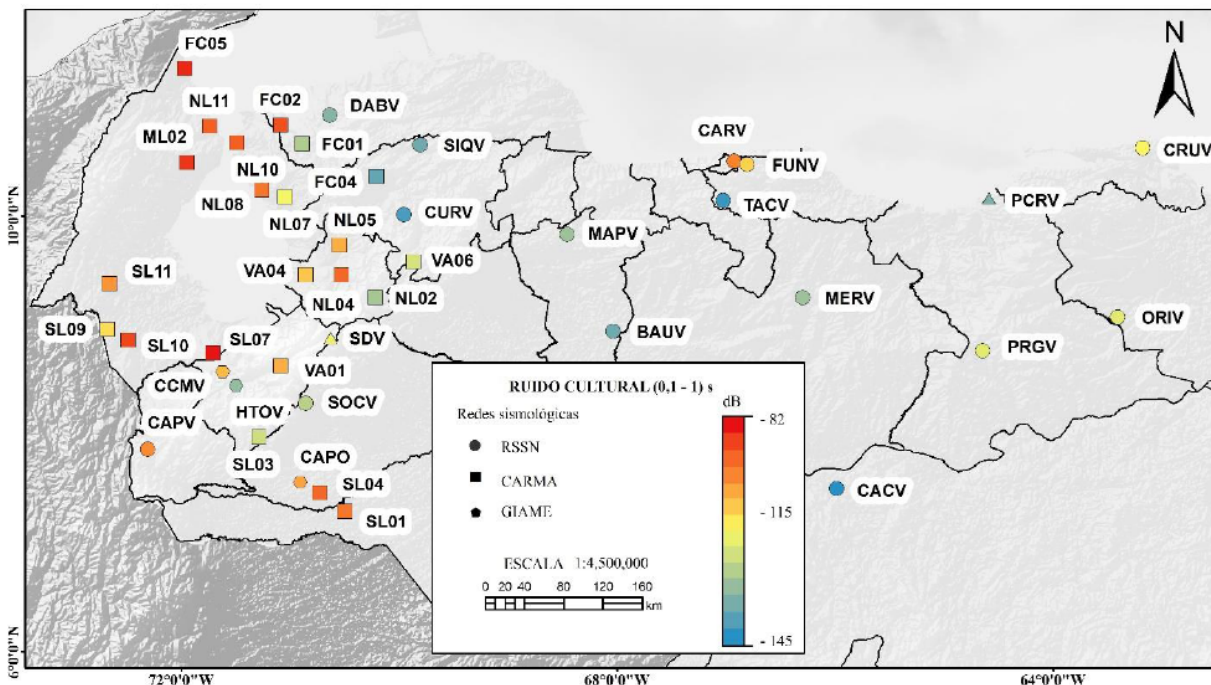 FC05
N
NL11
FC02
DABV
ML02
FC01
SIQV
CARV
FUNV
CRUV
NL10
FC04
NL08
NL07
CURV
TACV
PCRV
10°0'0"N
NL05
MAPV
SL11
VA04
VA06
NL04
NL02
MERV
SL09
SL10
SL07
SDV
BAUV
ORIV
PRGV
CCMV
VA01
CAPV
HTOV
SOCV
SL03
CAPO
SL04
SL01
CACV
RUIDO CULTURAL (0,1 - 1) s
Redes sismológicas
dB
- 82
RSSN
CARMA
GIAME
- 115
ESCALA 1:4,500,000
0 10 20 40 80 120 160
km
- 145
6°0'0"N
72°0'0"W
68°0'0"W
64°0'0"W